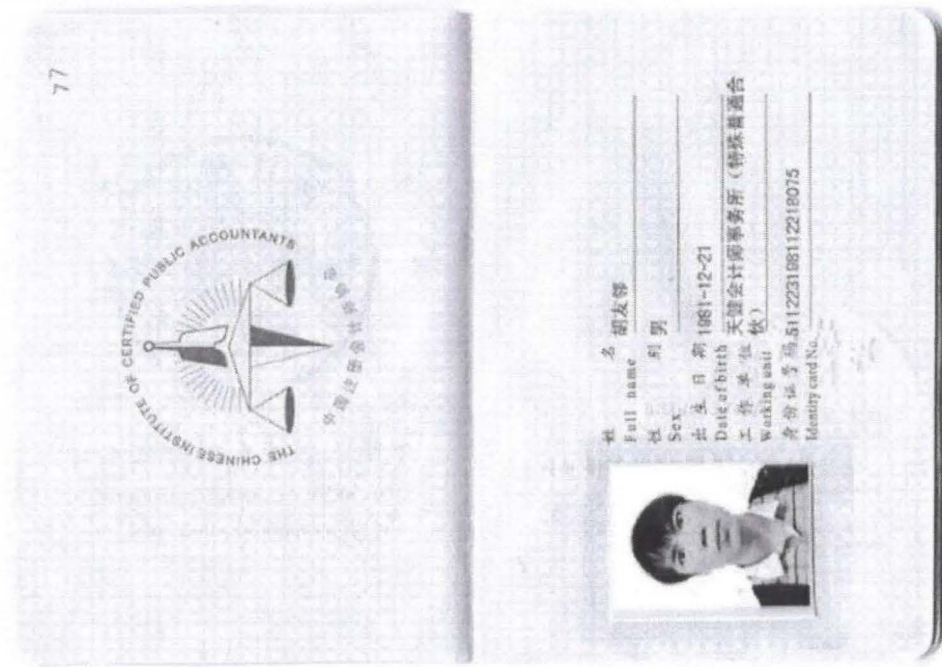 77
THE CHINESE INSTITUTE OF CERTIFIED PUBLIC ACCOUNTANTS
中国注册会计师协会
姓 名 胡友邻
Full name
性 别 男
Sex
出 生 日 期 1981-12-21
Date of birth
工 作 单 位 天健会计师事务所（特殊普通合
Working unit 伙）
身份证号码 511223198112218075
Identity card No.